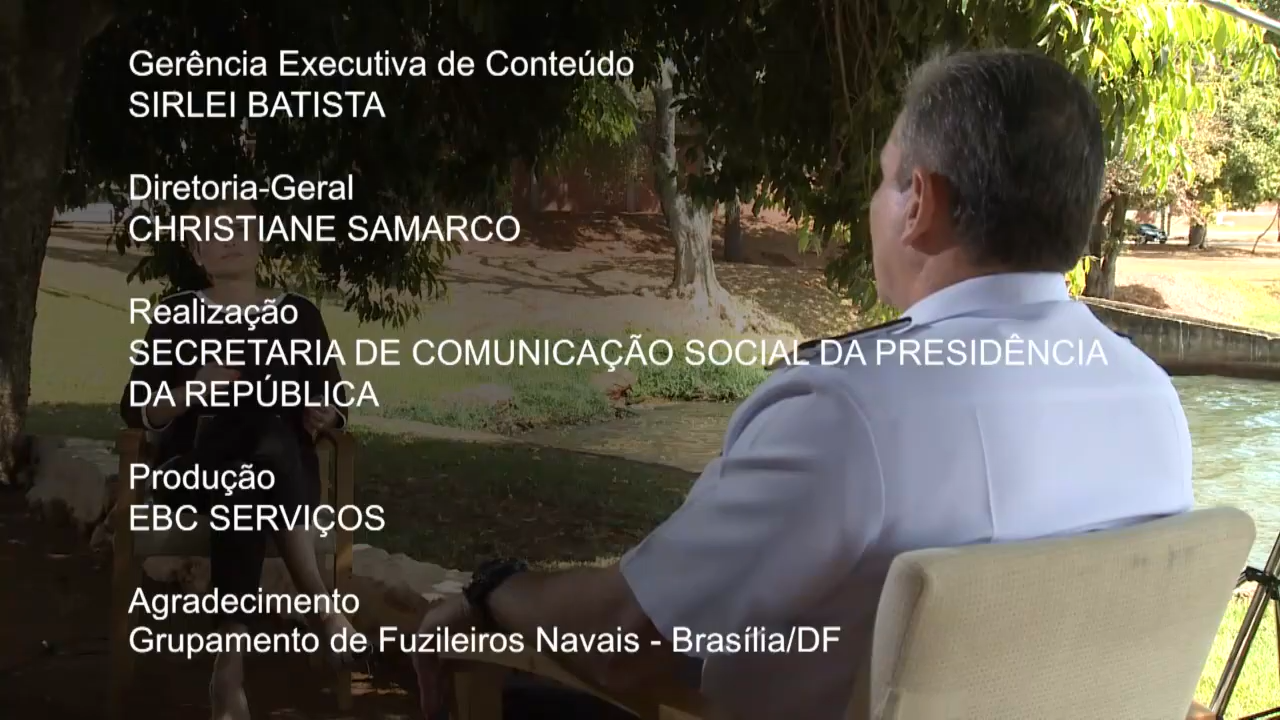 Gerência Executiva de Conteúdo
SIRLEI BATISTA
Diretoria-Geral
CHRISTIANE SAMARCO
Realização
SECRETARIA DE COMUNICAÇÃO SOCIAL DA PRESIDÊNCIA
DA REPÚBLICA
Produção
EBC SERVIÇOS
Agradecimento
Grupamento de Fuzileiros Navais - Brasília/DF